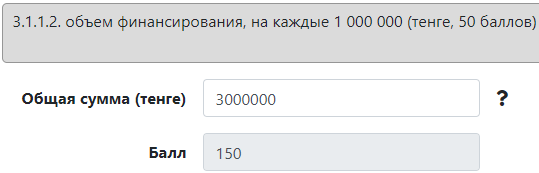 3.1.1.2. объем финансирования, на каждые 1 000 000 (тенге, 50 баллов)
Общая сумма (тенге) 3000000 ?
Балл 150